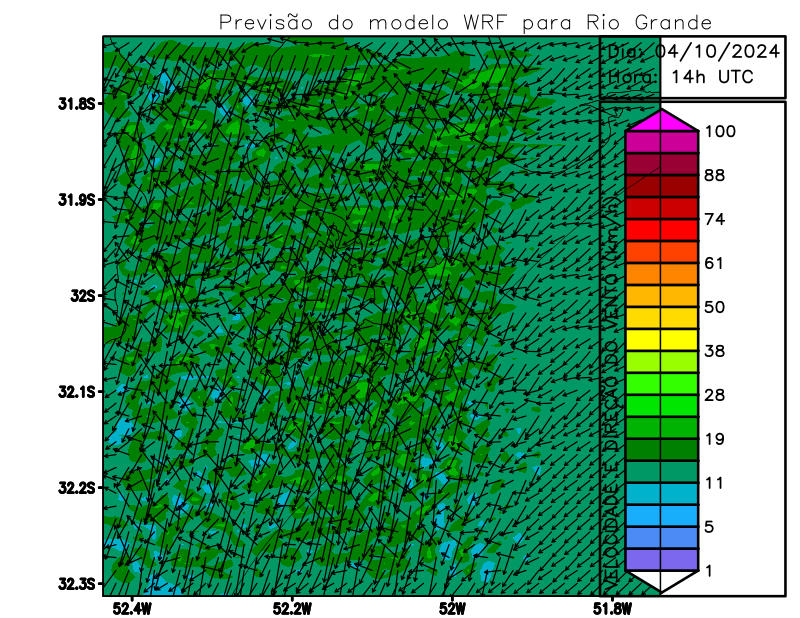 Previsão do modelo WRF para Rio Grande
Dia: 04/10/2024
Hora: 14h UTC
31.8S
31.9S
32S
32.1S
32.2S
32.3S
52.4W
52.2W
52W
51.8W
VELOCIDADE E DIREÇÃO DO VENTO (km/h)
100
88
74
61
50
38
28
19
11
5
1